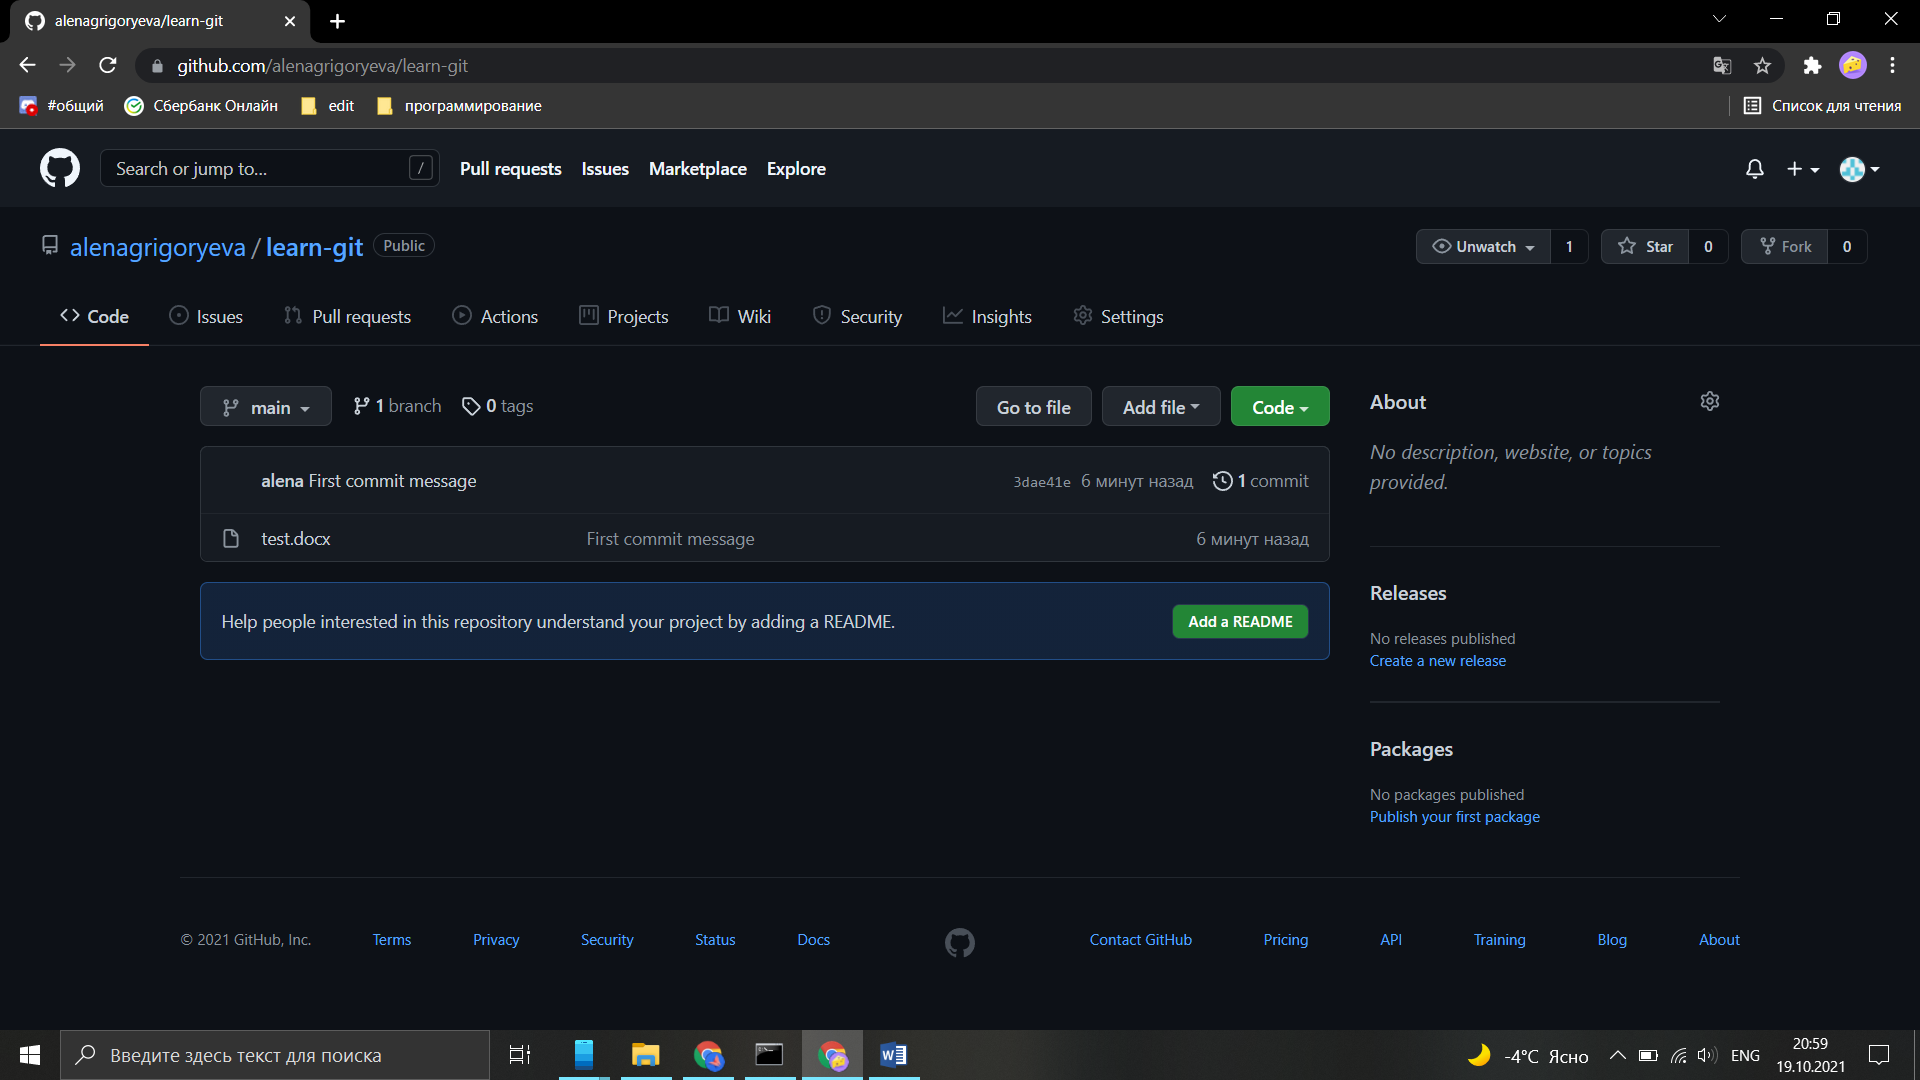 alenagrigoryeva/learn-git
github.com/alenagrigoryeva/learn-git
#общий Сбербанк Онлайн edit программирование Список для чтения
Search or jump to... / Pull requests Issues Marketplace Explore
alenagrigoryeva / learn-git Public Unwatch 1 Star 0 Fork 0
Code Issues Pull requests Actions Projects Wiki Security Insights Settings
main 1 branch 0 tags Go to file Add file Code
alena First commit message 3dae41e 6 минут назад 1 commit
test.docx First commit message 6 минут назад
Help people interested in this repository understand your project by adding a README. Add a README
About
No description, website, or topics
provided.
Releases
No releases published
Create a new release
Packages
No packages published
Publish your first package
© 2021 GitHub, Inc. Terms Privacy Security Status Docs Contact GitHub Pricing API Training Blog About
Введите здесь текст для поиска
-4°C Ясно ENG
20:59
19.10.2021